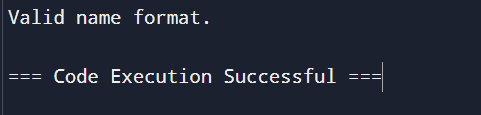 Valid name format.
=== Code Execution Successful ===